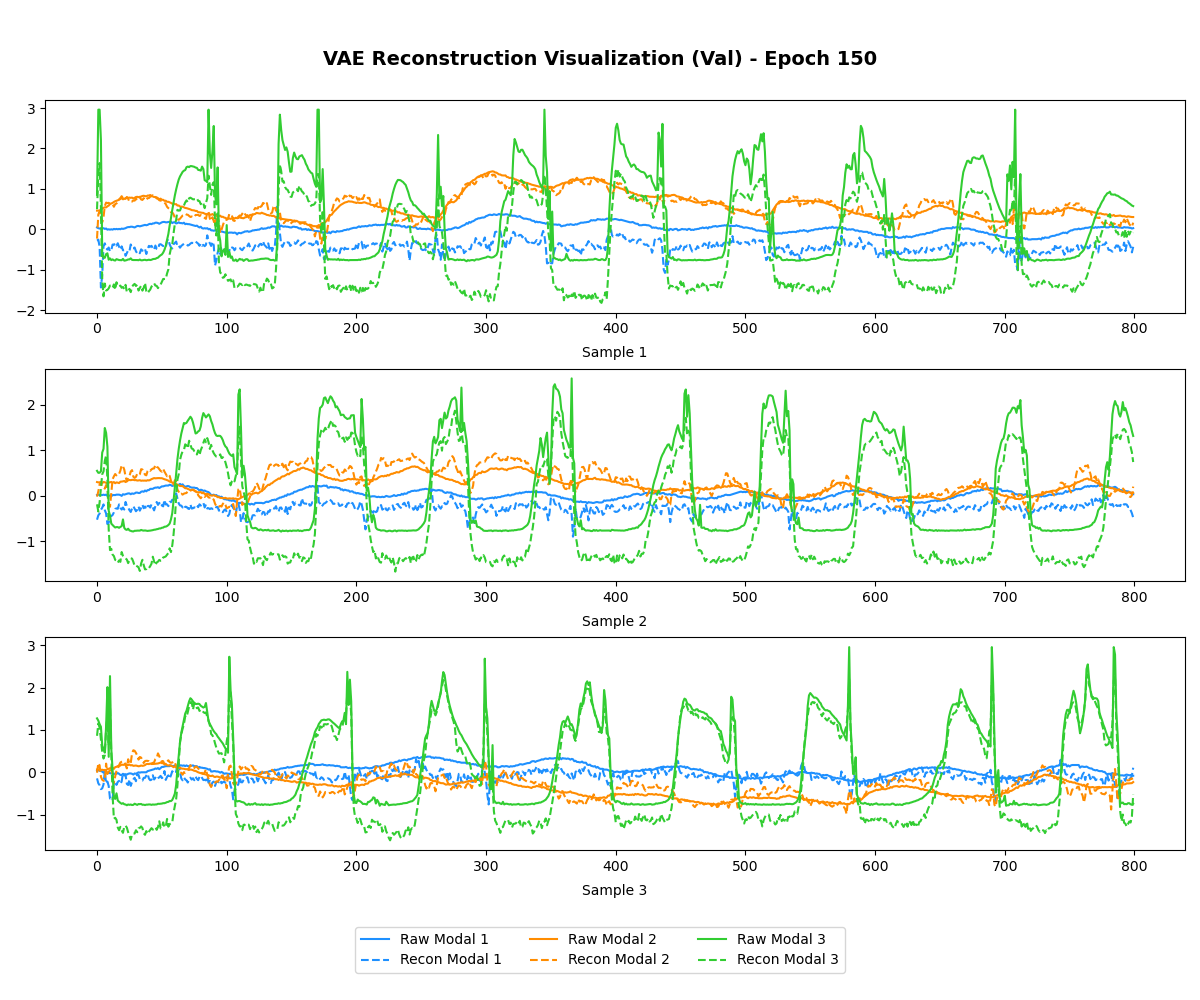 VAE Reconstruction Visualization (Val) - Epoch 150
3
2
1
0
−1
−2
0 100 200 300 400 500 600 700 800
Sample 1
2
1
0
−1
0 100 200 300 400 500 600 700 800
Sample 2
3
2
1
0
−1
0 100 200 300 400 500 600 700 800
Sample 3
Raw Modal 1 Raw Modal 2 Raw Modal 3
Recon Modal 1 Recon Modal 2 Recon Modal 3